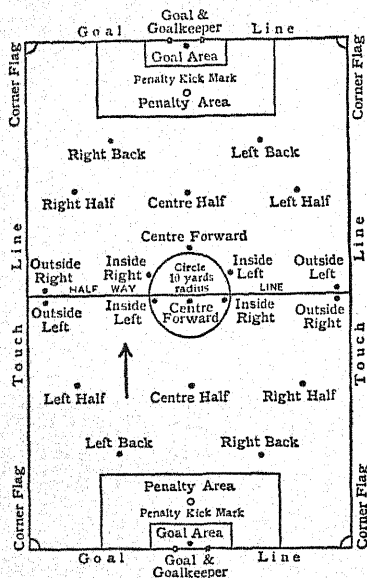 Goal &
Goal Goalkeeper Line
Corner Flag
Corner Flag
Goal Area
Penalty Kick Mark
Penalty Area
Right Back Left Back
Right Half Centre Half Left Half
Centre Forward
Outside Right
Inside Right
Circle 10 yards radius
Inside Left
Outside Left
HALF WAY LINE
Touch Line
Touch Line
Outside Left
Inside Left
Centre Forward
Inside Right
Outside Right
Left Half Centre Half Right Half
Left Back Right Back
Penalty Area
Penalty Kick Mark
Goal Area
Corner Flag
Corner Flag
Goal Goal & Line
Goalkeeper